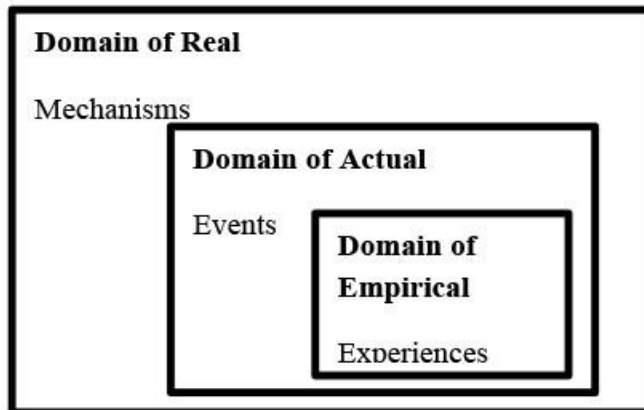 Domain of Real
Mechanisms
Domain of Actual
Events
Domain of
Empirical
Experiences